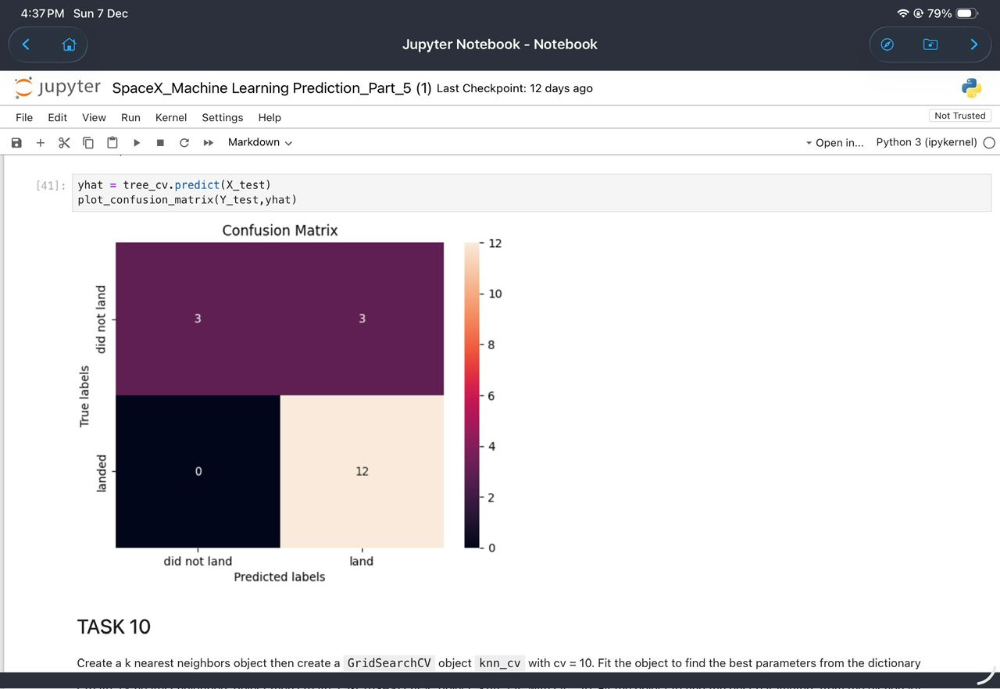 4:37 PM Sun 7 Dec
79%
Jupyter Notebook - Notebook
jupyter SpaceX_Machine Learning Prediction_Part_5 (1) Last Checkpoint: 12 days ago
File Edit View Run Kernel Settings Help
Not Trusted
Markdown
Open in...
Python 3 (ipykernel)
[41]:
yhat = tree_cv.predict(X_test)
plot_confusion_matrix(Y_test,yhat)
Confusion Matrix
True labels
did not land
landed
3 3
0 12
did not land land
Predicted labels
12
10
8
6
4
2
0
TASK 10
Create a k nearest neighbors object then create a GridSearchCV object knn_cv with cv = 10. Fit the object to find the best parameters from the dictionary